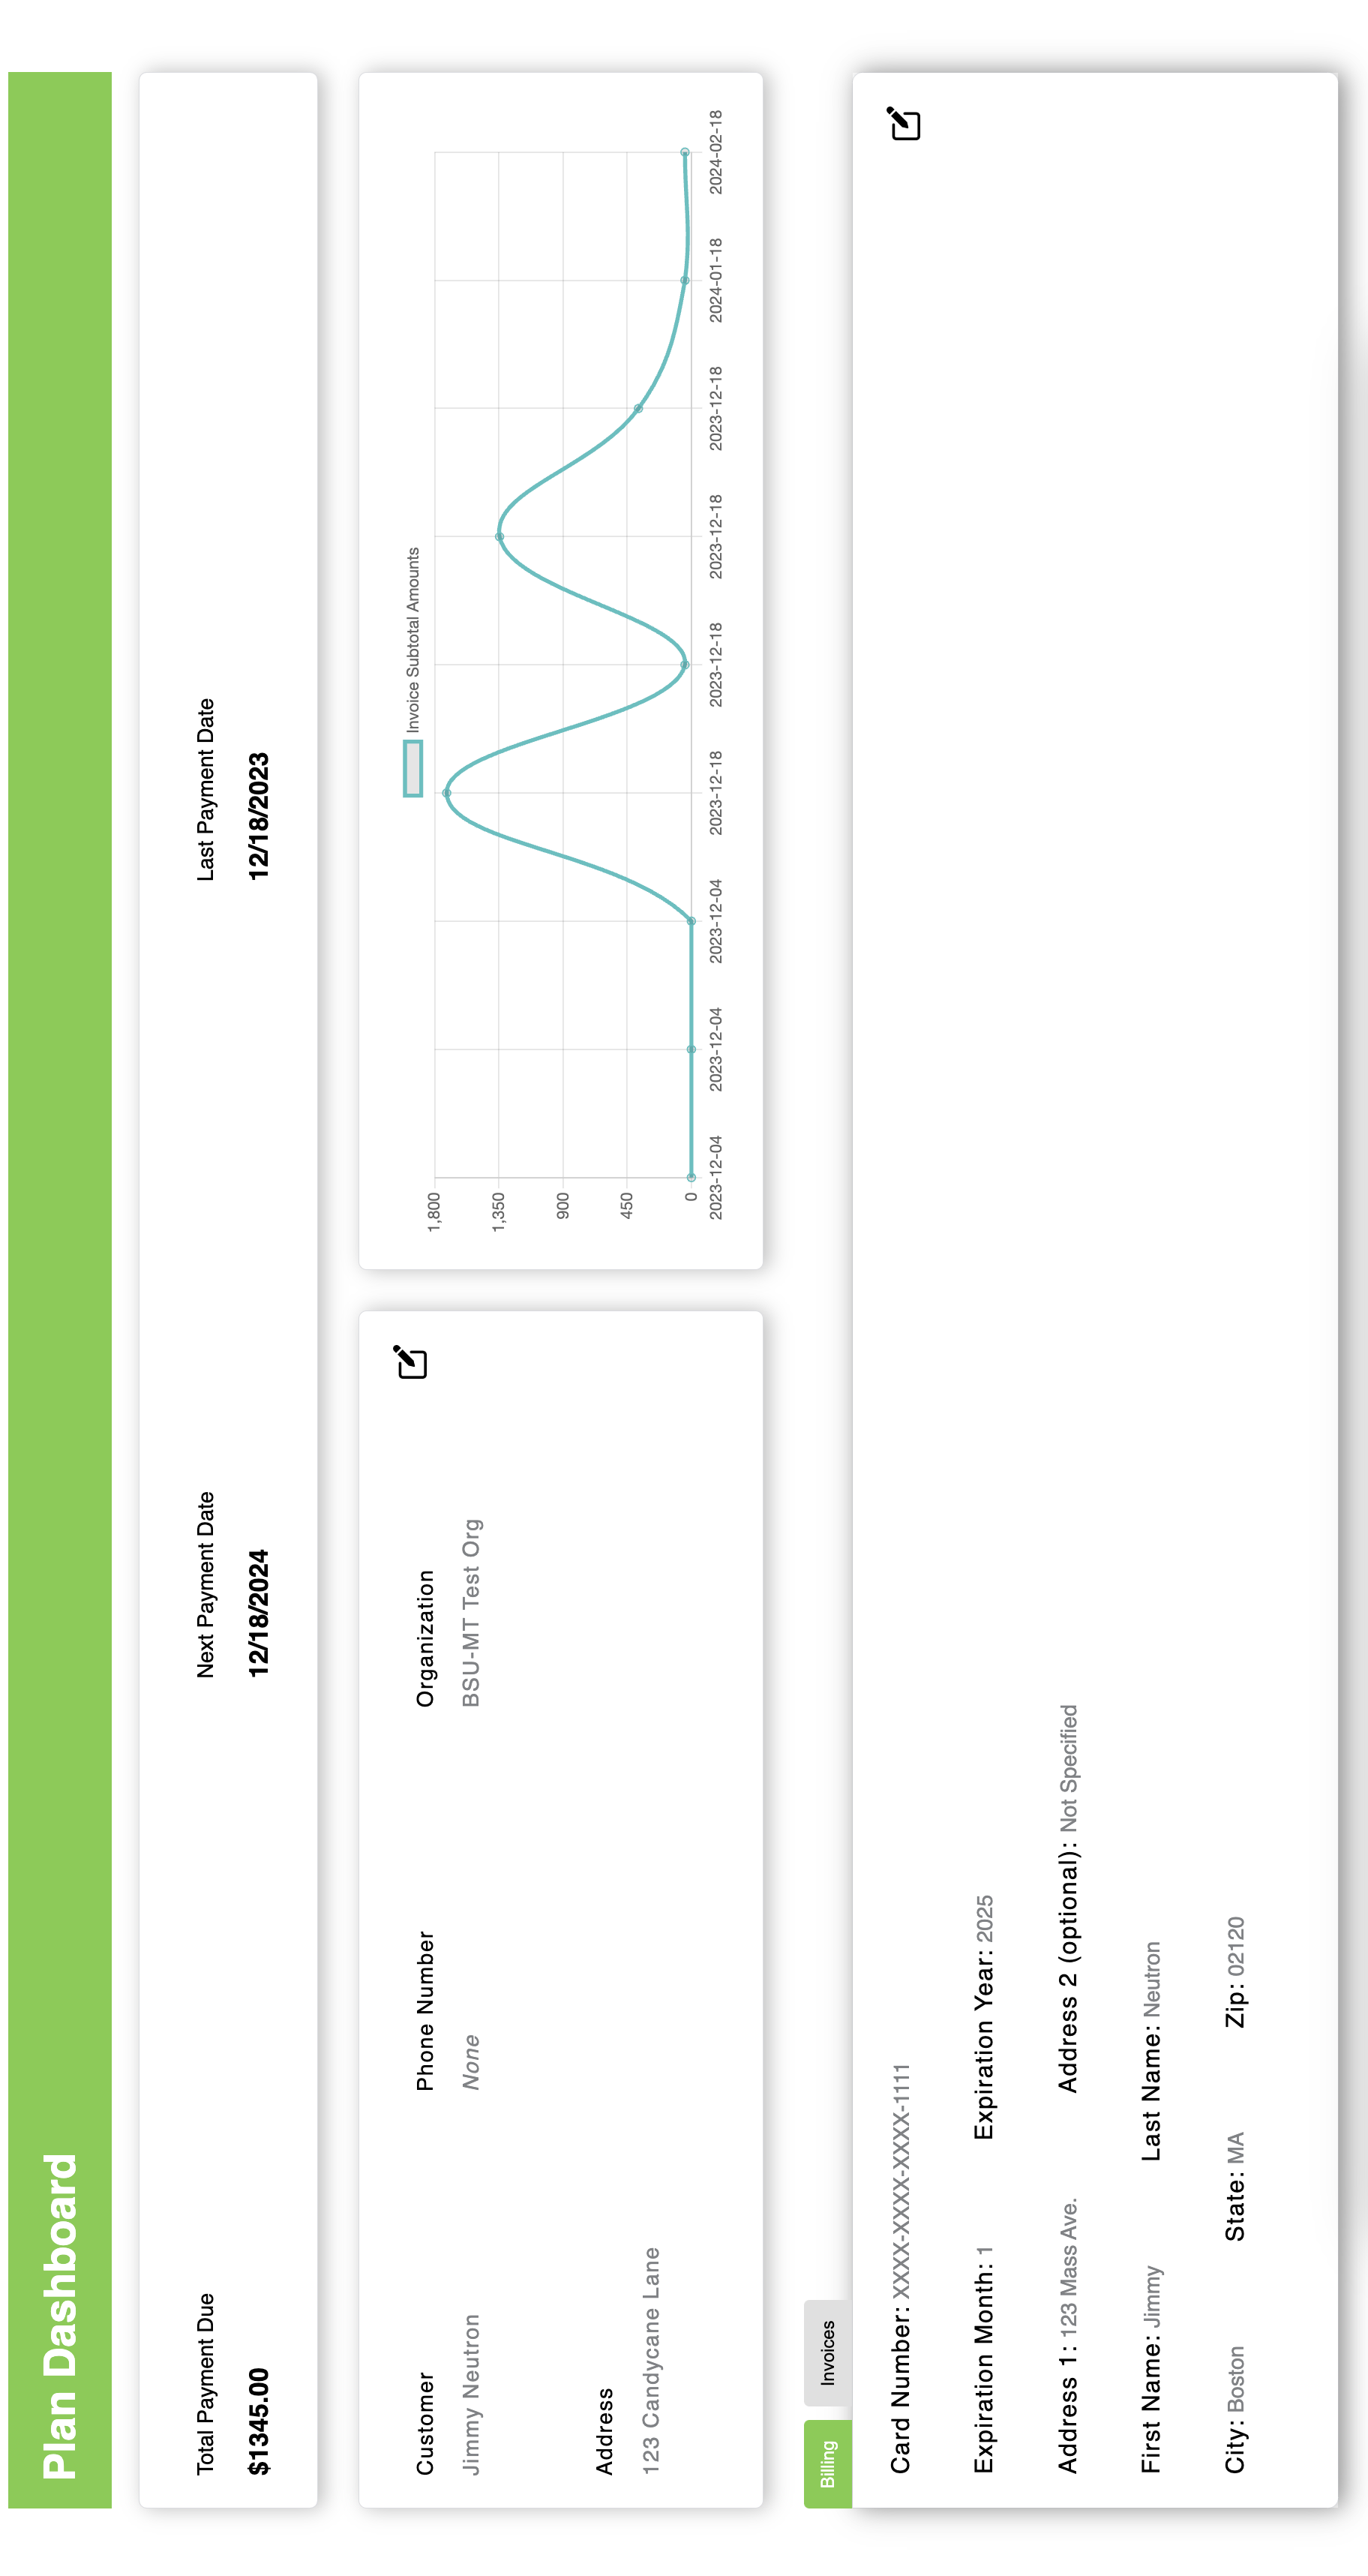 Plan Dashboard
Total Payment Due
$1345.00
Next Payment Date
12/18/2024
Last Payment Date
12/18/2023
Customer
Jimmy Neutron
Phone Number
None
Organization
BSU-MT Test Org
Address
123 Candycane Lane
Invoice Subtotal Amounts
1,800
1,350
900
450
0
2023-12-04 2023-12-04 2023-12-04 2023-12-18 2023-12-18 2023-12-18 2023-12-18 2024-01-18 2024-02-18
Billing Invoices
Card Number: XXXX-XXXX-XXXX-1111
Expiration Month: 1 Expiration Year: 2025
Address 1: 123 Mass Ave. Address 2 (optional): Not Specified
First Name: Jimmy Last Name: Neutron
City: Boston State: MA Zip: 02120